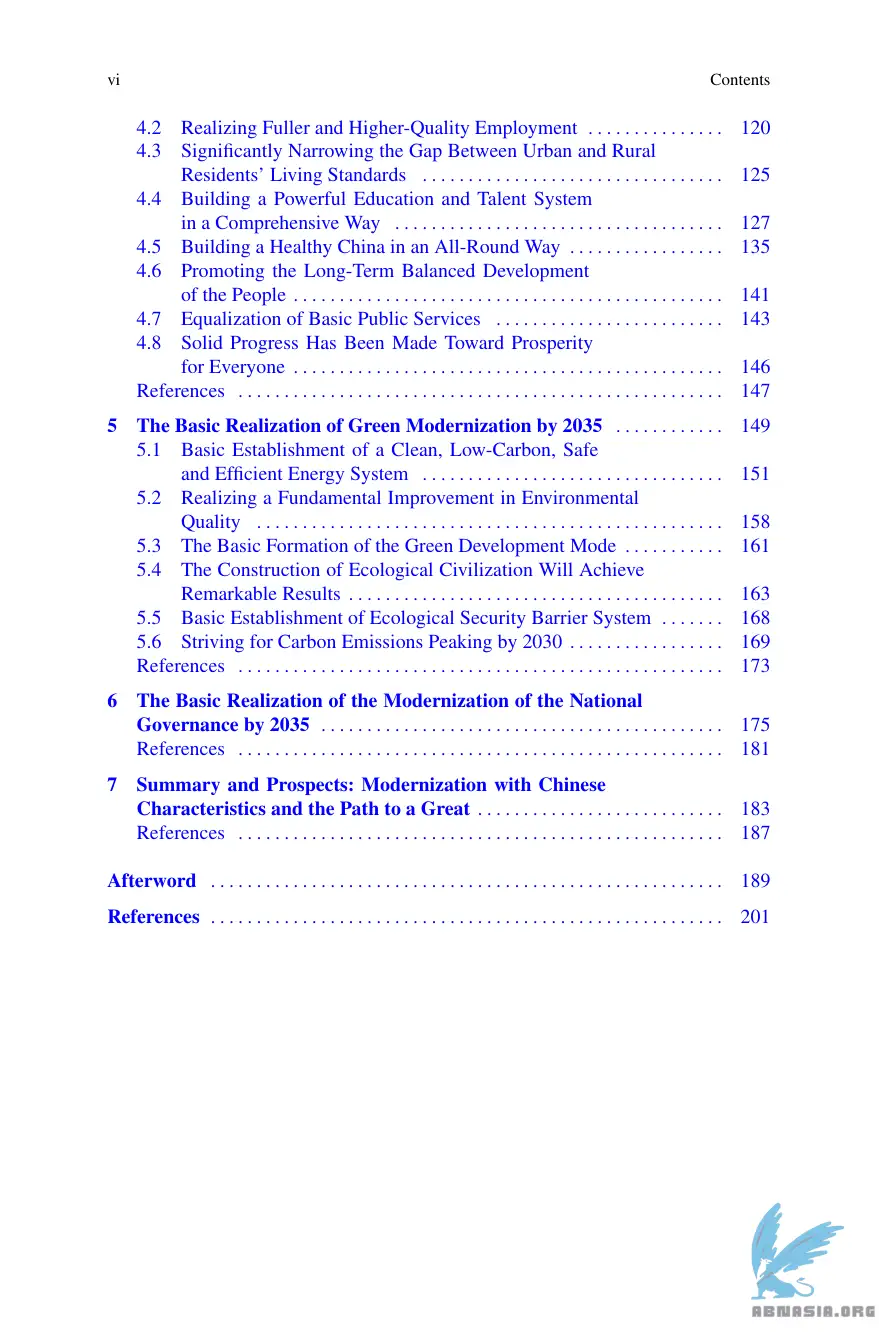 vi Contents
4.2 Realizing Fuller and Higher-Quality Employment . . . . . . . . . . . . . . . 120
4.3 Significantly Narrowing the Gap Between Urban and Rural
Residents’ Living Standards . . . . . . . . . . . . . . . . . . . . . . . . . . . . . . . . . 125
4.4 Building a Powerful Education and Talent System
in a Comprehensive Way . . . . . . . . . . . . . . . . . . . . . . . . . . . . . . . . . . . . 127
4.5 Building a Healthy China in an All-Round Way . . . . . . . . . . . . . . . . . 135
4.6 Promoting the Long-Term Balanced Development
of the People . . . . . . . . . . . . . . . . . . . . . . . . . . . . . . . . . . . . . . . . . . . . . . . 141
4.7 Equalization of Basic Public Services . . . . . . . . . . . . . . . . . . . . . . . . . 143
4.8 Solid Progress Has Been Made Toward Prosperity
for Everyone . . . . . . . . . . . . . . . . . . . . . . . . . . . . . . . . . . . . . . . . . . . . . . . 146
References . . . . . . . . . . . . . . . . . . . . . . . . . . . . . . . . . . . . . . . . . . . . . . . . . . . . . 147
5 The Basic Realization of Green Modernization by 2035 . . . . . . . . . . . . 149
5.1 Basic Establishment of a Clean, Low-Carbon, Safe
and Efficient Energy System . . . . . . . . . . . . . . . . . . . . . . . . . . . . . . . . . 151
5.2 Realizing a Fundamental Improvement in Environmental
Quality . . . . . . . . . . . . . . . . . . . . . . . . . . . . . . . . . . . . . . . . . . . . . . . . . . . 158
5.3 The Basic Formation of the Green Development Mode . . . . . . . . . . . 161
5.4 The Construction of Ecological Civilization Will Achieve
Remarkable Results . . . . . . . . . . . . . . . . . . . . . . . . . . . . . . . . . . . . . . . . . 163
5.5 Basic Establishment of Ecological Security Barrier System . . . . . . . 168
5.6 Striving for Carbon Emissions Peaking by 2030 . . . . . . . . . . . . . . . . . 169
References . . . . . . . . . . . . . . . . . . . . . . . . . . . . . . . . . . . . . . . . . . . . . . . . . . . . . 173
6 The Basic Realization of the Modernization of the National
Governance by 2035 . . . . . . . . . . . . . . . . . . . . . . . . . . . . . . . . . . . . . . . . . . . . 175
References . . . . . . . . . . . . . . . . . . . . . . . . . . . . . . . . . . . . . . . . . . . . . . . . . . . . . 181
7 Summary and Prospects: Modernization with Chinese
Characteristics and the Path to a Great . . . . . . . . . . . . . . . . . . . . . . . . . . . 183
References . . . . . . . . . . . . . . . . . . . . . . . . . . . . . . . . . . . . . . . . . . . . . . . . . . . . . 187
Afterword . . . . . . . . . . . . . . . . . . . . . . . . . . . . . . . . . . . . . . . . . . . . . . . . . . . . . . . . 189
References . . . . . . . . . . . . . . . . . . . . . . . . . . . . . . . . . . . . . . . . . . . . . . . . . . . . . . . . 201
ABNASIA.ORG